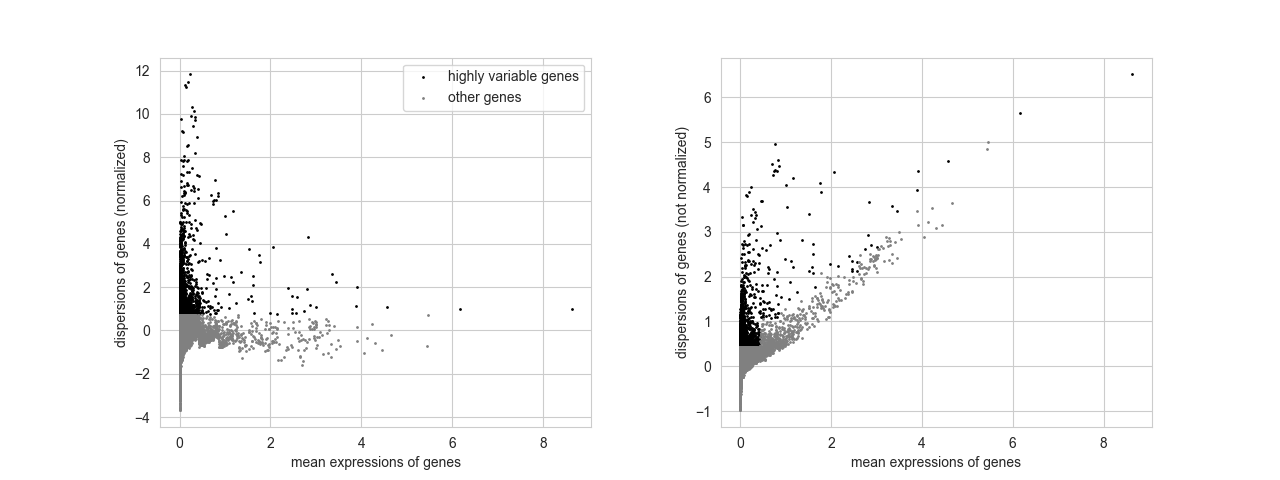 highly variable genes
other genes
dispersions of genes (normalized)
12
10
8
6
4
2
0
−2
−4
0 2 4 6 8
mean expressions of genes
dispersions of genes (not normalized)
6
5
4
3
2
1
0
−1
0 2 4 6 8
mean expressions of genes